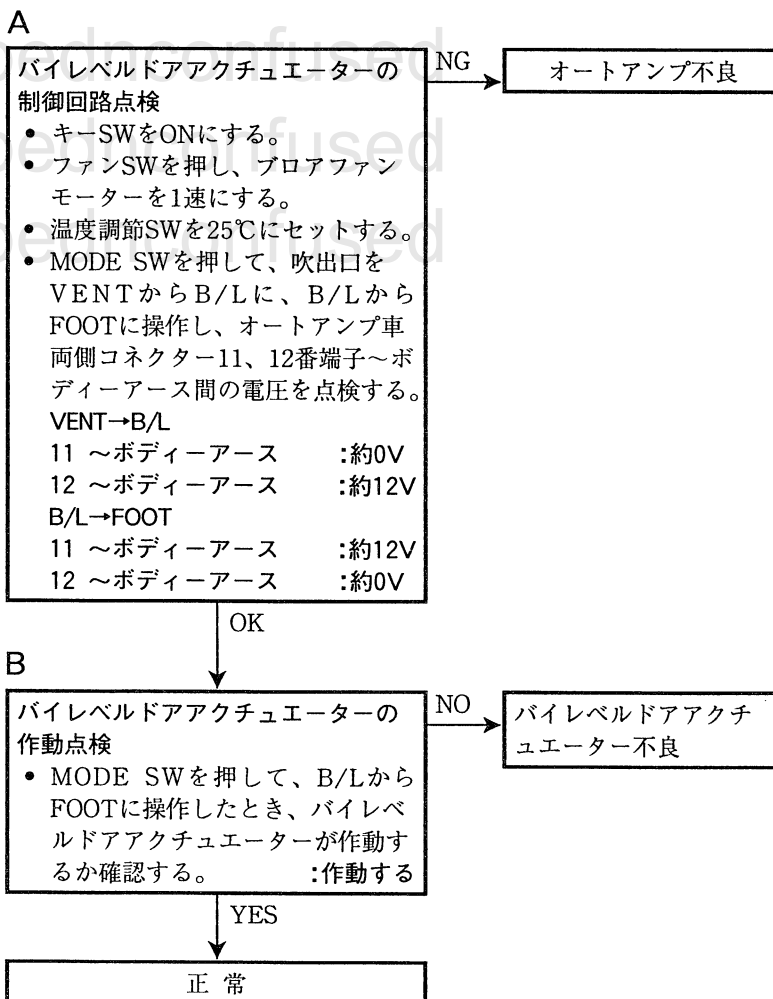 A
バイレベルドアアクチュエーターの
制御回路点検
• キーSWをONにする。
• ファンSWを押し、ブロアファン
モーターを1速にする。
• 温度調節SWを25℃にセットする。
• MODE SWを押して、吹出口を
VENTからB/Lに、B/Lから
FOOTに操作し、オートアンプ車
両側コネクター11、12番端子～ボ
ディーアース間の電圧を点検する。
VENT→B/L
11 ～ボディーアース :約0V
12 ～ボディーアース :約12V
B/L→FOOT
11 ～ボディーアース :約12V
12 ～ボディーアース :約0V
NG
オートアンプ不良
OK
B
バイレベルドアアクチュエーターの
作動点検
• MODE SWを押して、B/Lから
FOOTに操作したとき、バイレベ
ルドアアクチュエーターが作動す
るか確認する。 :作動する
NO
バイレベルドアアクチ
ュエーター不良
YES
正 常